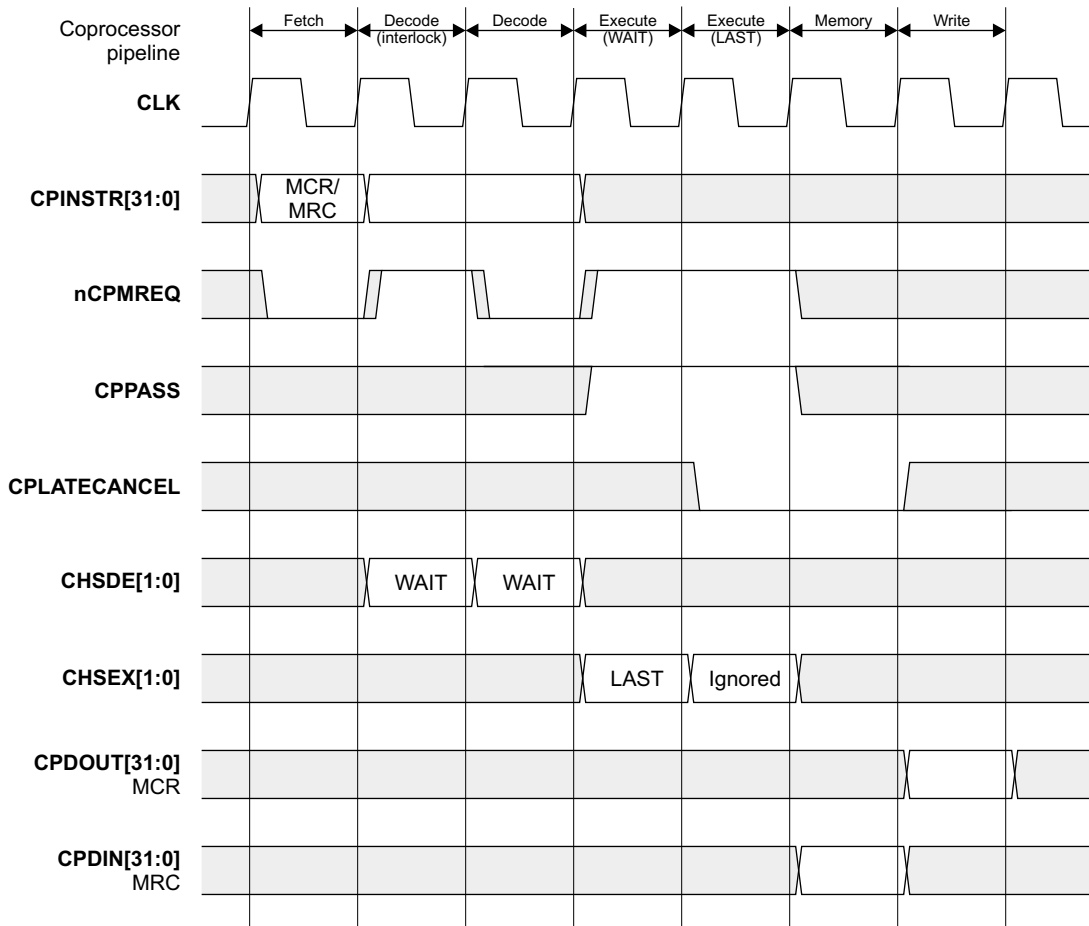 Coprocessor
pipeline
Fetch
Decode
(interlock)
Decode
Execute
(WAIT)
Execute
(LAST)
Memory
Write
CLK
CPINSTR[31:0]
MCR/
MRC
nCPMREQ
CPPASS
CPLATECANCEL
CHSDE[1:0]
WAIT
WAIT
CHSEX[1:0]
LAST
Ignored
CPDOUT[31:0]
MCR
CPDIN[31:0]
MRC